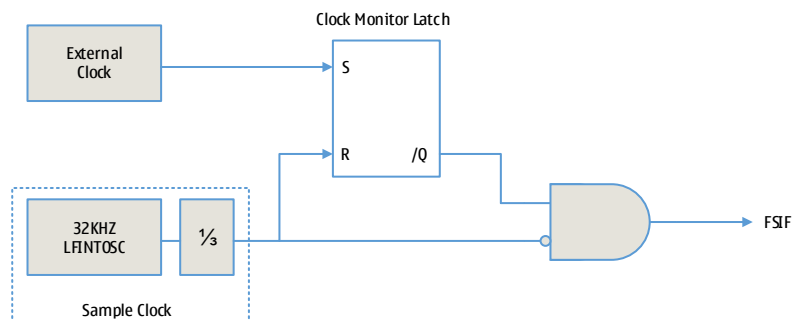 Clock Monitor Latch
External
Clock
S
R
/Q
32KHZ
LFINTOSC
⅓
FSIF
Sample Clock